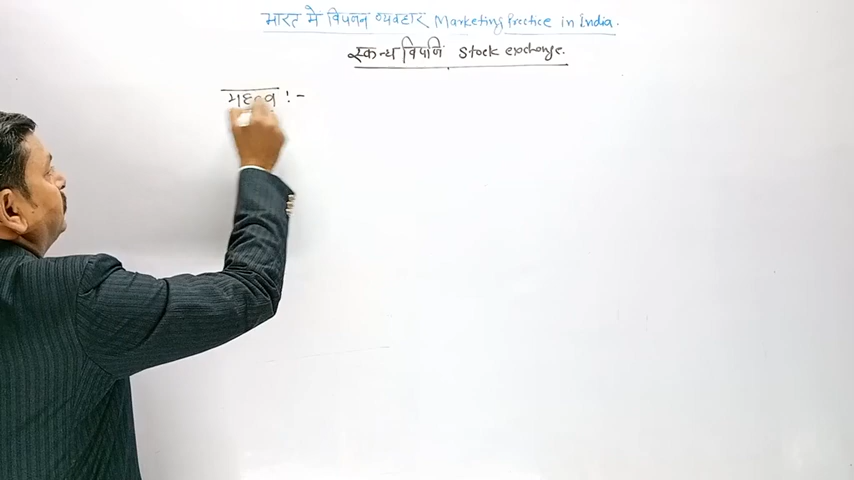 भारत मे विपणन व्यवहार Marketing Practice in India.
स्कन्ध विपणि Stock exchange.
महत्व :-